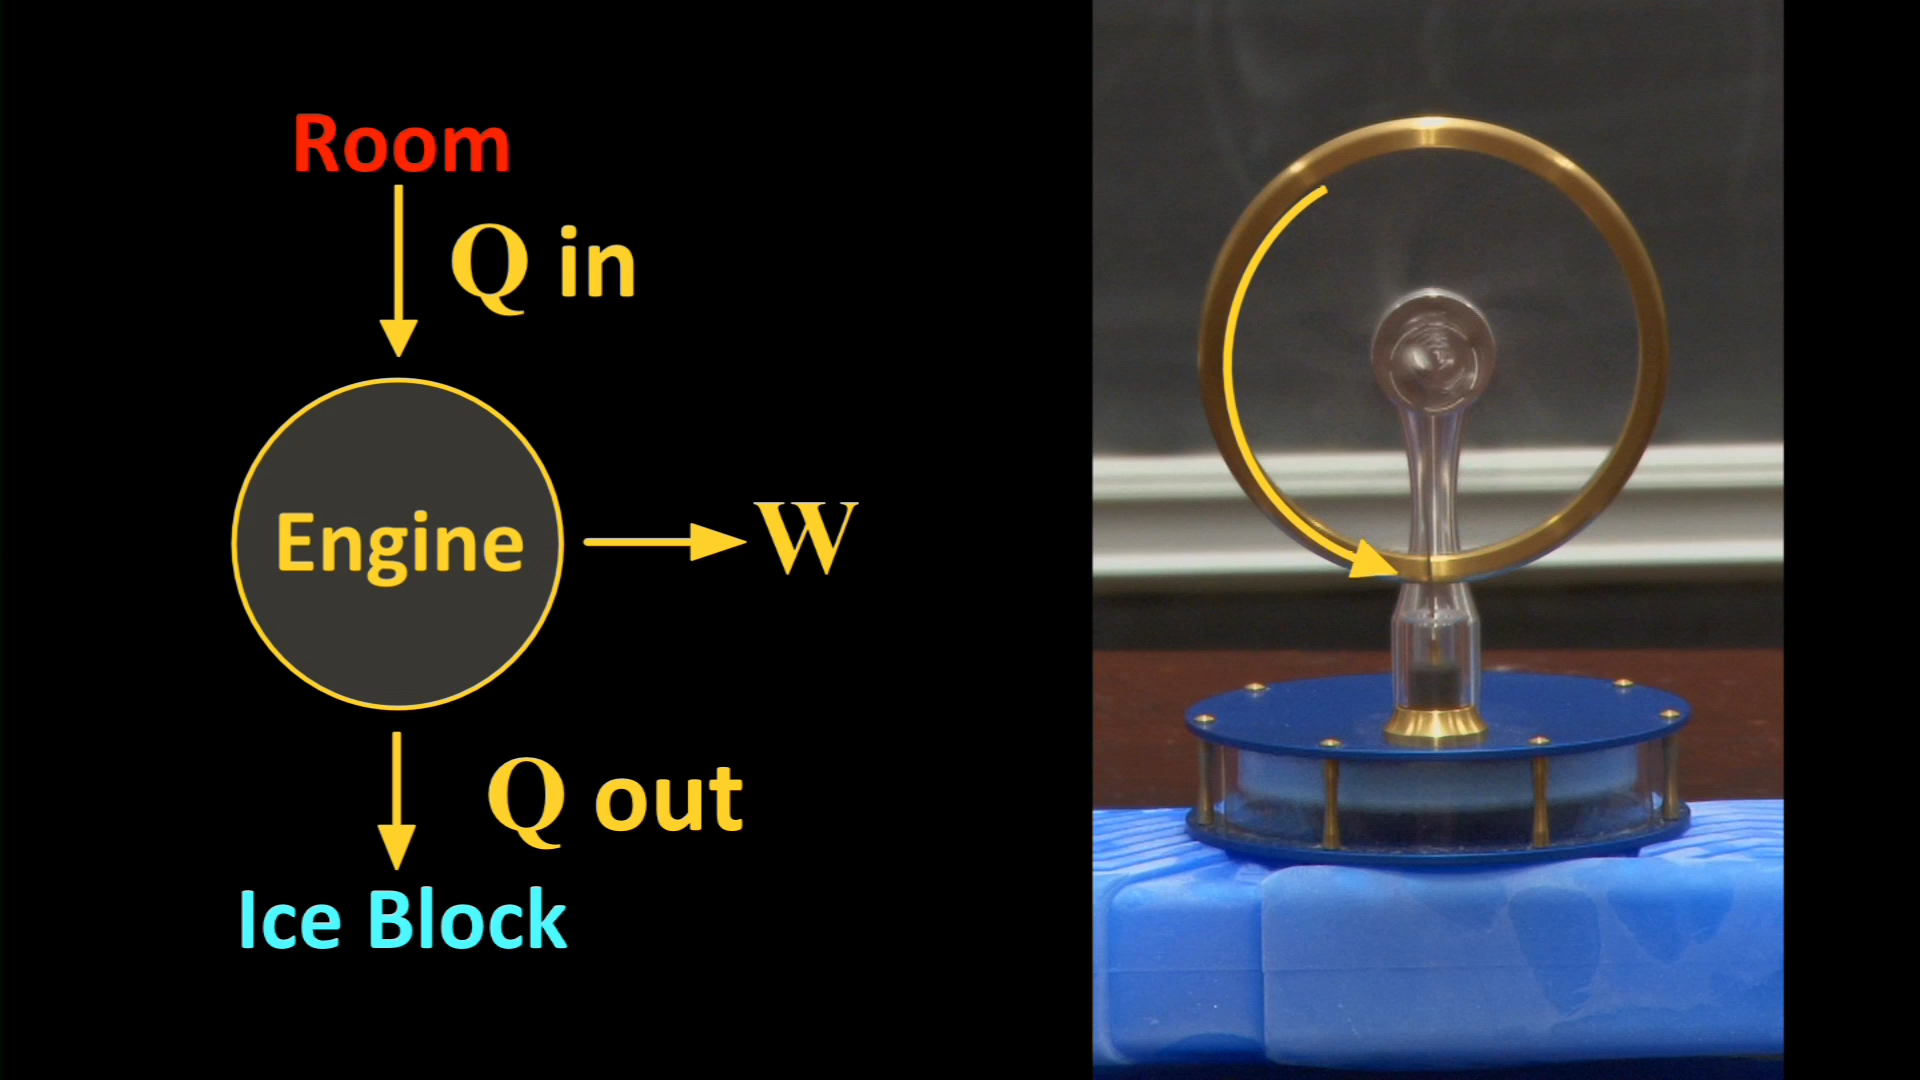 Room
Q in
Engine
W
Q out
Ice Block